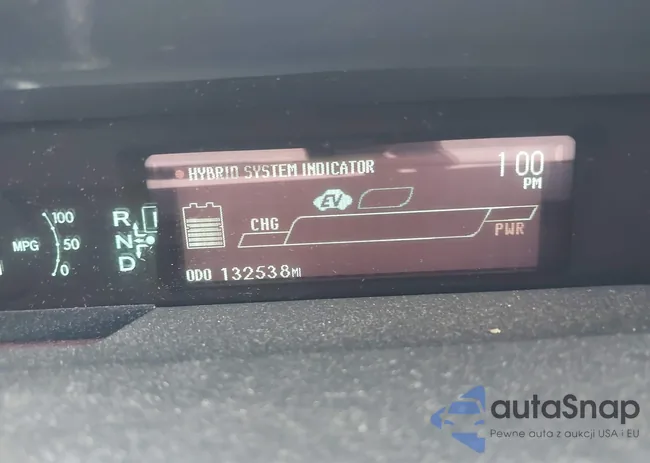 HYBRID SYSTEM INDICATOR
1:00
PM
EV
CHG
PWR
ODO 132538MI
100
MPG 50
0
R
N
D
autoSnap
Pewne auta z aukcji USA i EU